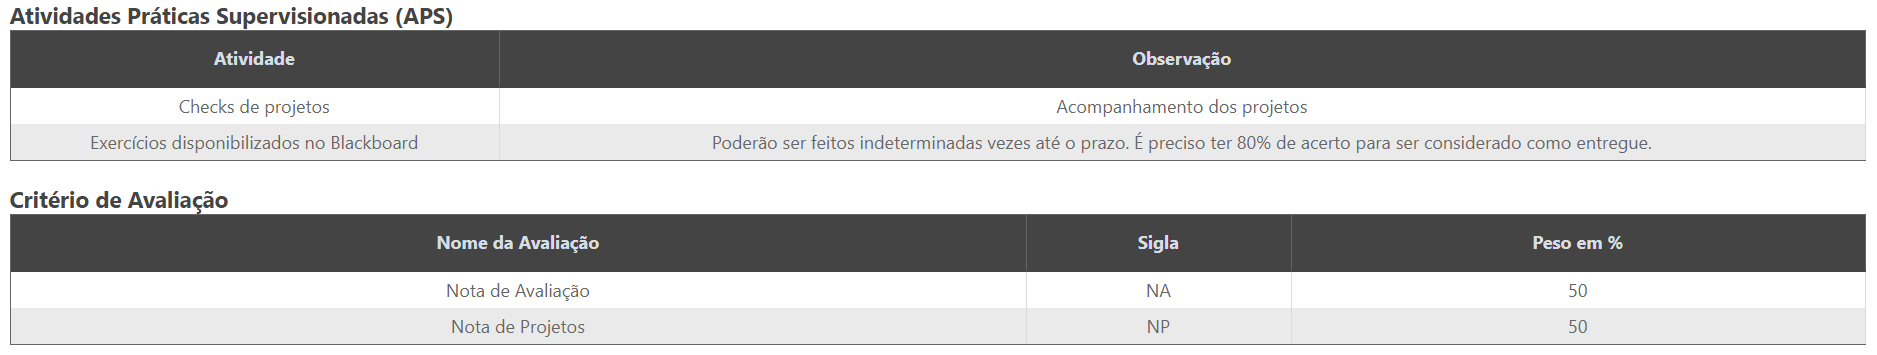 Atividades Práticas Supervisionadas (APS)
Atividade Observação
Checks de projetos Acompanhamento dos projetos
Exercícios disponibilizados no Blackboard Poderão ser feitos indeterminadas vezes até o prazo. É preciso ter 80% de acerto para ser considerado como entregue.
Critério de Avaliação
Nome da Avaliação Sigla Peso em %
Nota de Avaliação NA 50
Nota de Projetos NP 50